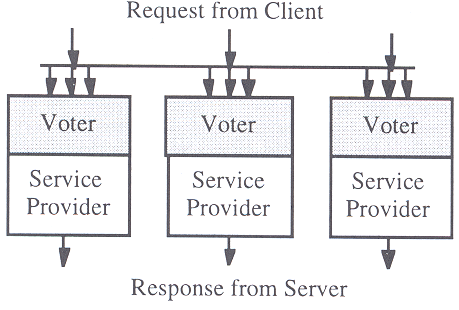 Request from Client
Voter
Voter
Voter
Service
Provider
Service
Provider
Service
Provider
Response from Server